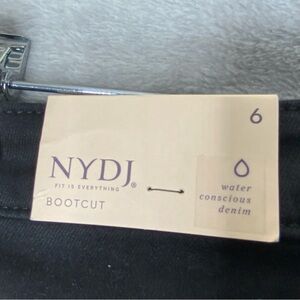 6
NYDJ®
FIT IS EVERYTHING
BOOTCUT
water
conscious
denim